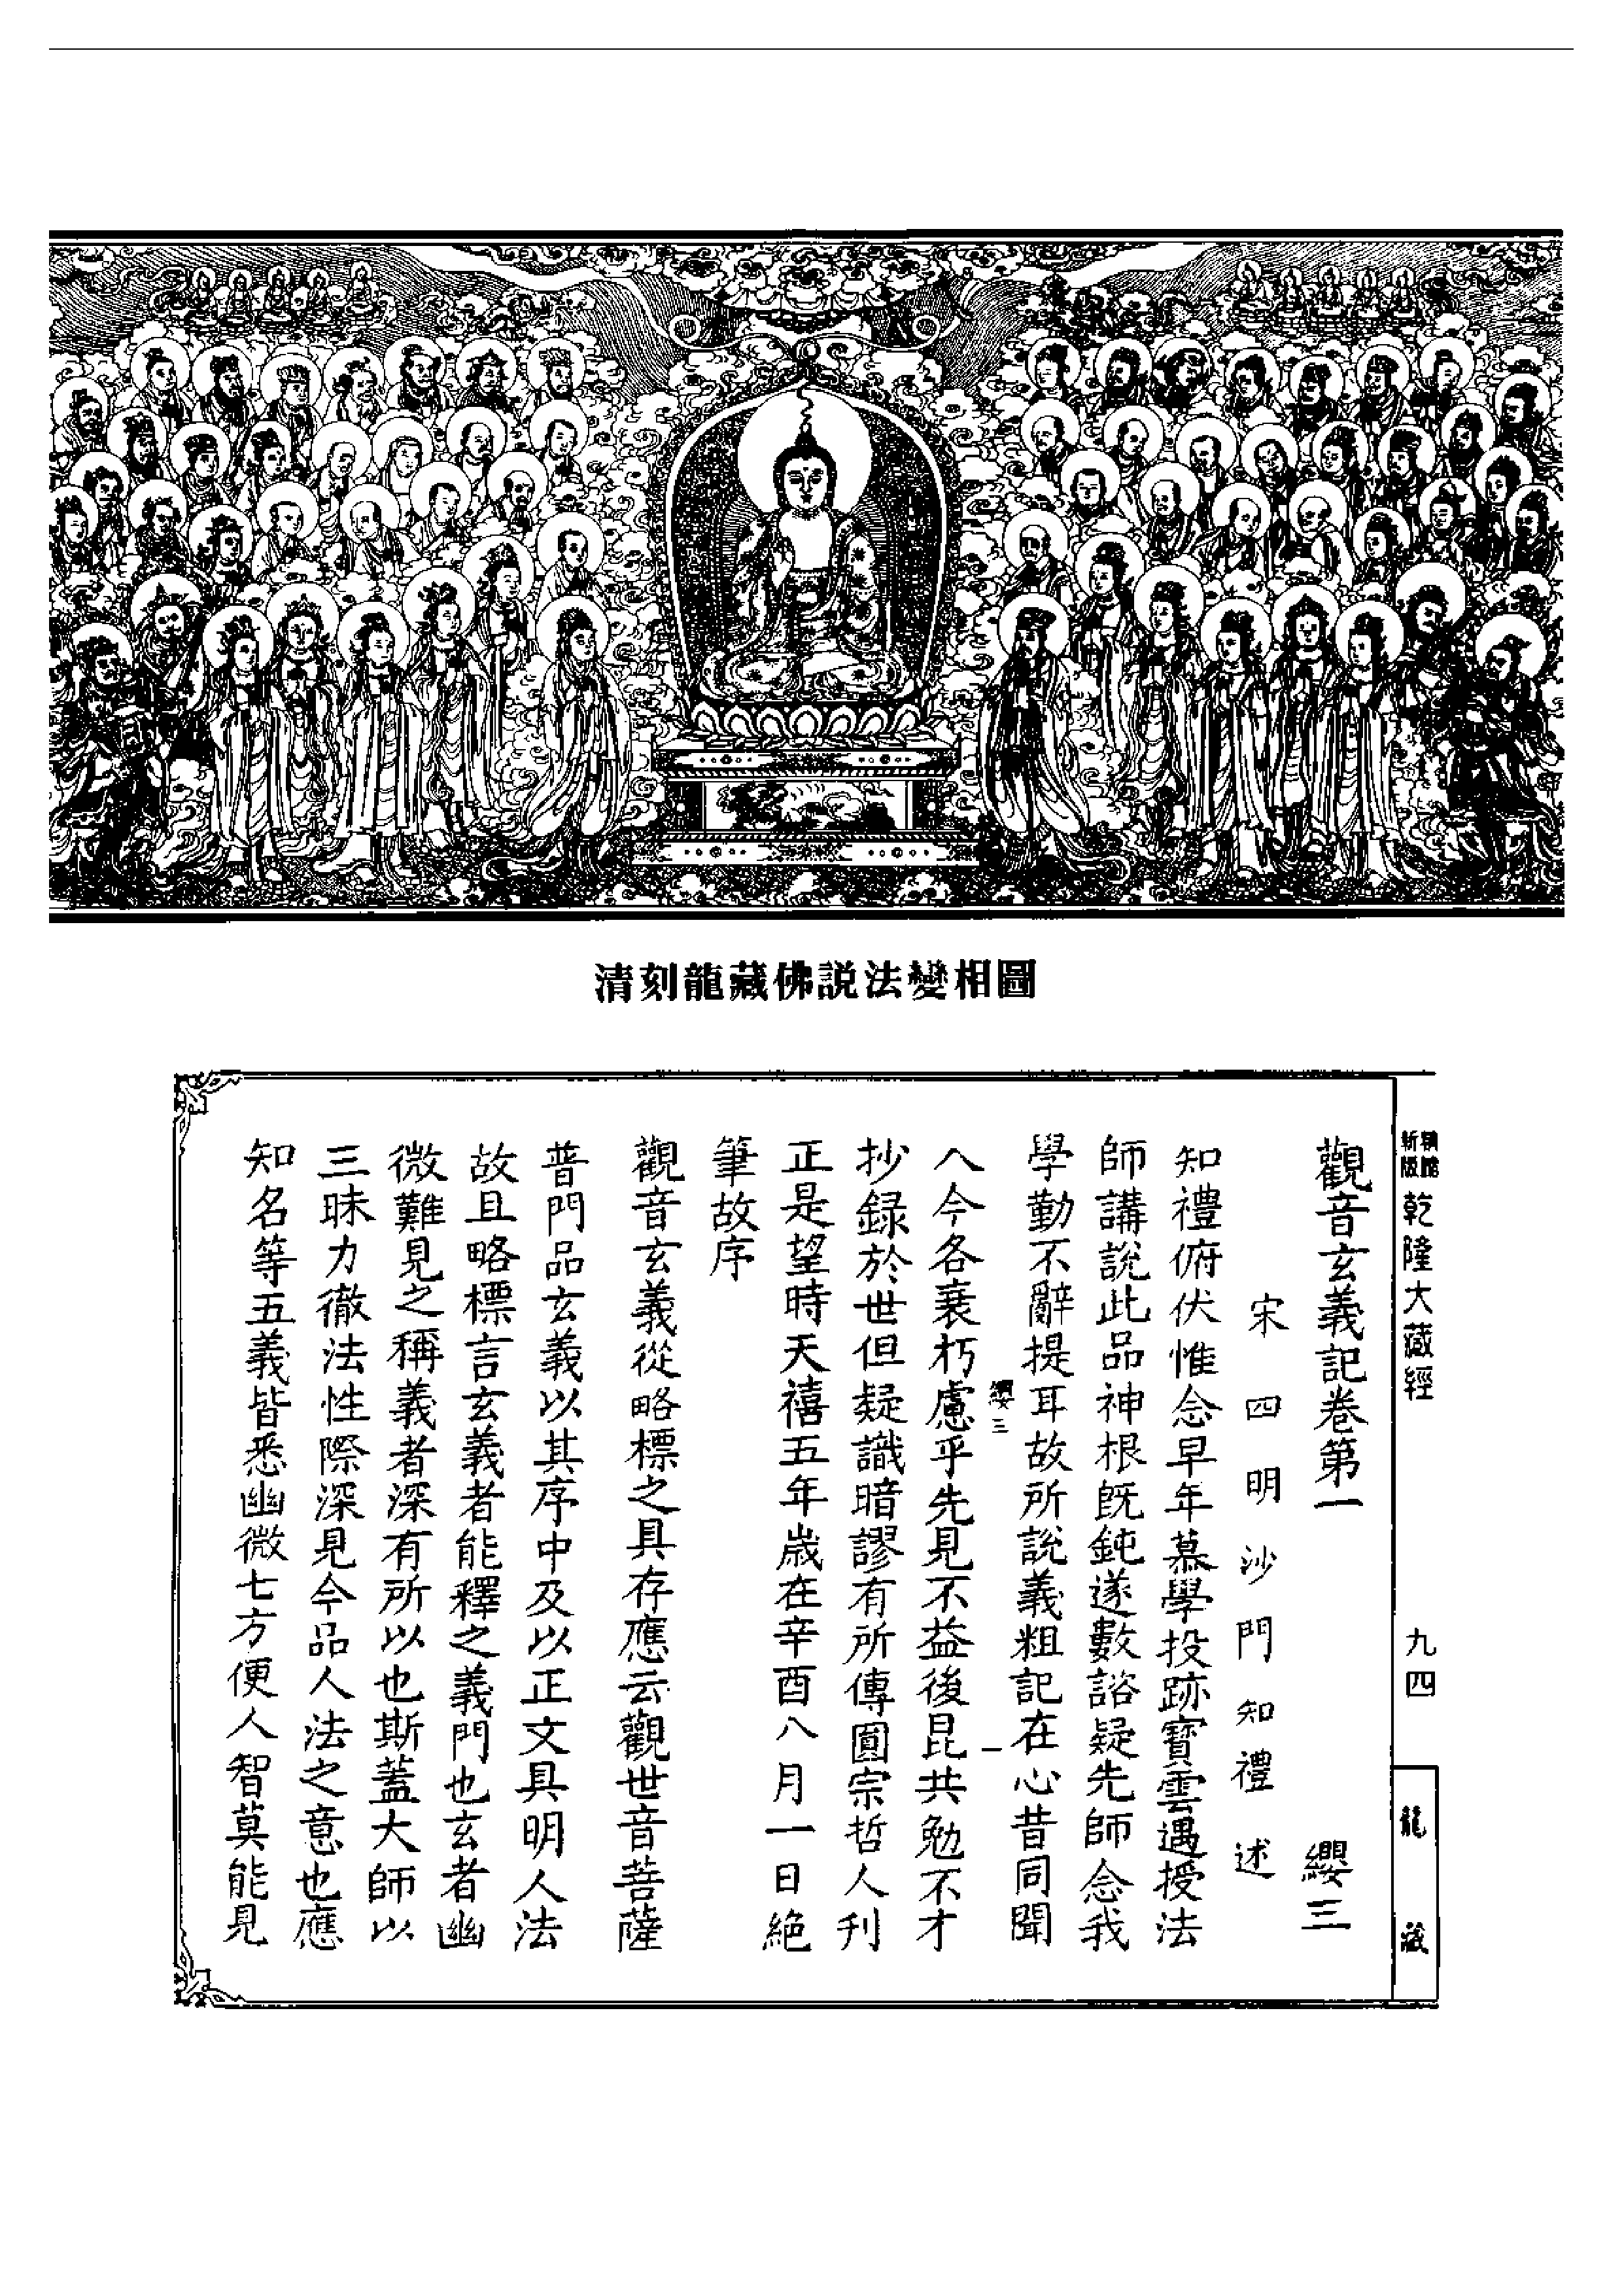 清刻龍藏佛説法變相圖
新版
精縮
乾隆大藏經
九四
龍藏
觀音玄義記卷第一 纓三
宋四明沙門知禮述
知禮俯伏惟念早年慕學投跡寳雲遇授法
師講說此品神根旣鈍遂數諮疑先師念我
學勤不辭提耳故所說義粗記在心昔同聞
纓三 一
人今各衰朽慮乎先見不益後昆共勉不才
抄録於世但疑識暗謬有所傳圓宗哲人刋
正是望時天禧五年嵗在辛酉八月一日絶
筆故序
觀音玄義從略標之具存應云觀世音菩薩
普門品玄義以其序中及以正文具明人法
故且略標言玄義者能釋之義門也玄者幽
微難見之稱義者深有所以也斯蓋大師以
三昧力徹法性際深見今品人法之意也應
知名等五義皆悉幽微七方便人智莫能見